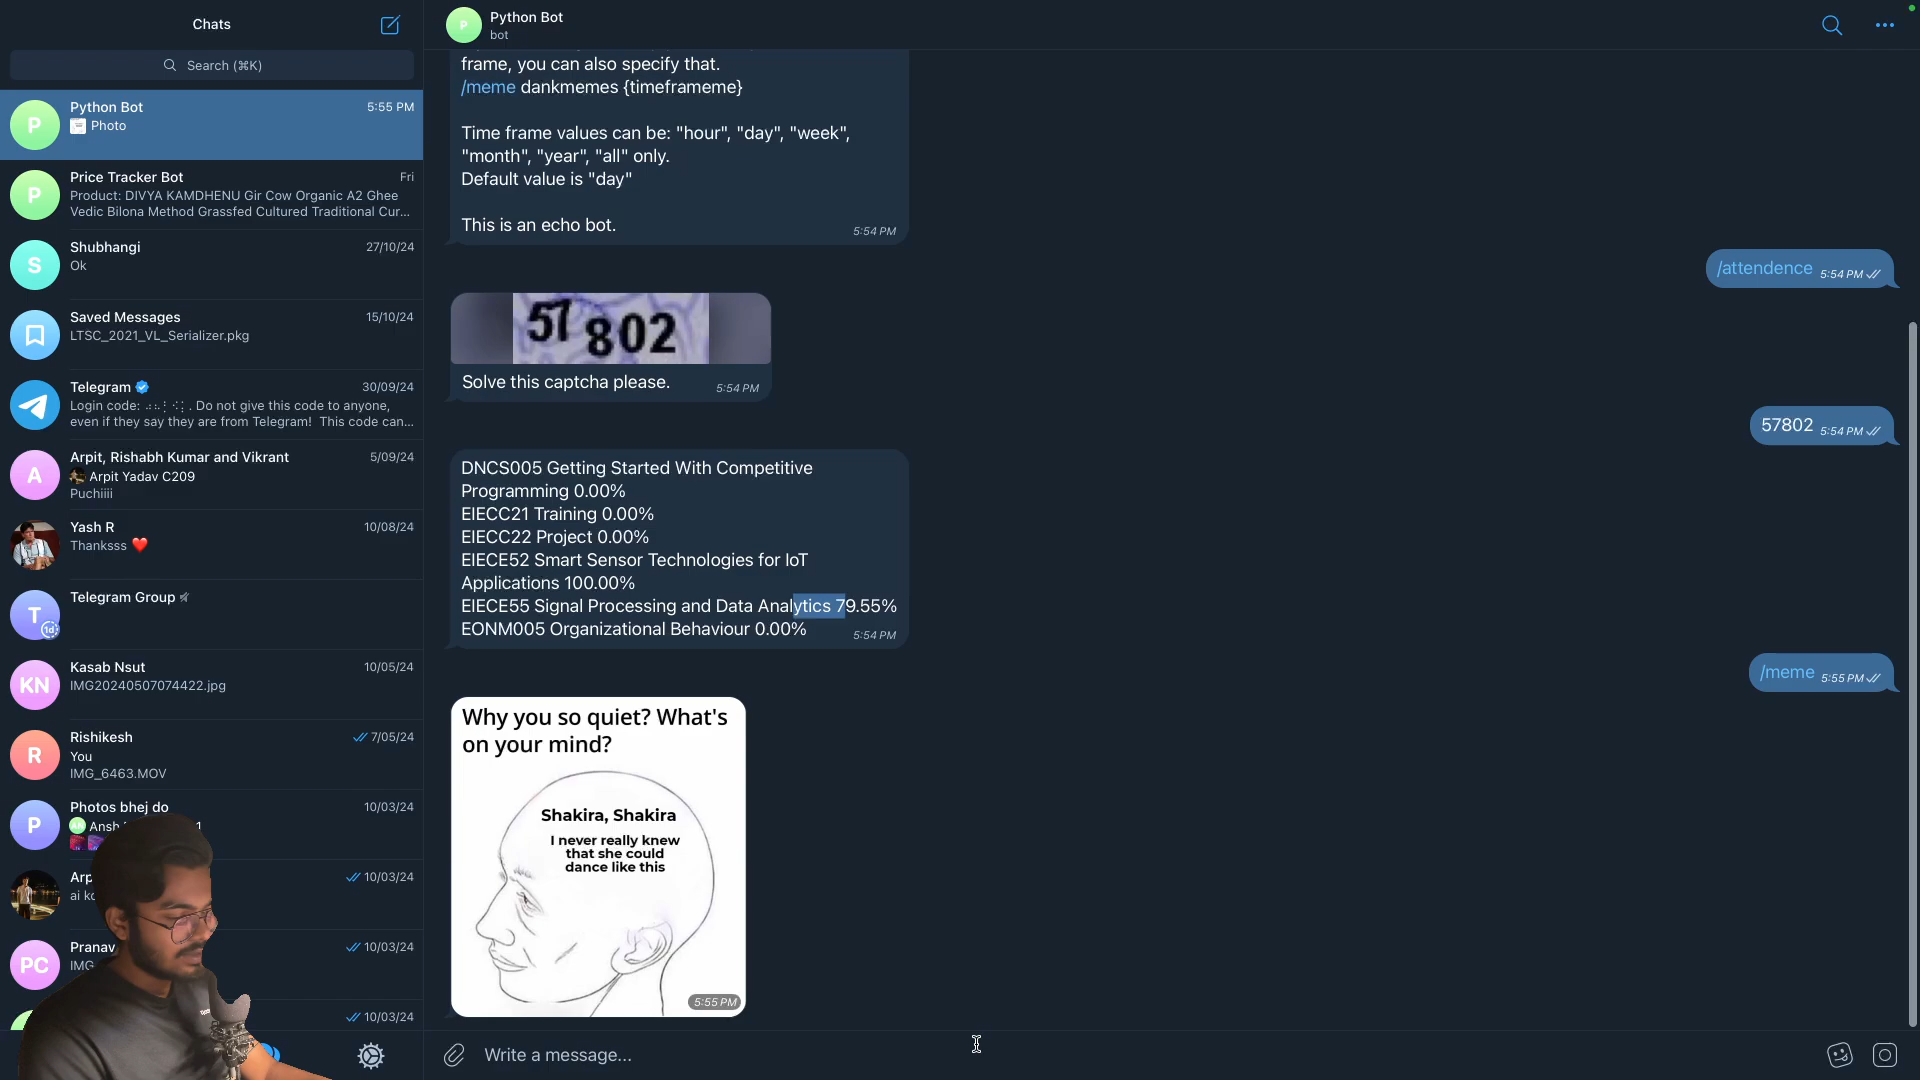 Chats
Search (⌘K)
Python Bot
5:55 PM
Photo
Price Tracker Bot
Fri
Product: DIVYA KAMDHENU Gir Cow Organic A2 Ghee
Vedic Bilona Method Grassfed Cultured Traditional Cur...
Shubhangi
27/10/24
Ok
Saved Messages
15/10/24
LTSC_2021_VL_Serializer.pkg
Telegram
30/09/24
Login code: . Do not give this code to anyone,
even if they say they are from Telegram! This code can...
Arpit, Rishabh Kumar and Vikrant
5/09/24
Arpit Yadav C209
Puchiiii
Yash R
10/08/24
Thanksss ❤️
Telegram Group
1d
Kasab Nsut
10/05/24
IMG20240507074422.jpg
Rishikesh
7/05/24
You
IMG_6463.MOV
Photos bhej do
10/03/24
Ansh
10/03/24
Pranav
10/03/24
10/03/24
P
P
S
A
T
KN
R
P
PC
P
Python Bot
bot
frame, you can also specify that.
/meme dankmemes {timeframeme}
Time frame values can be: "hour", "day", "week",
"month", "year", "all" only.
Default value is "day"
This is an echo bot.
5:54 PM
/attendence 5:54 PM
57802
Solve this captcha please.
5:54 PM
57802 5:54 PM
DNCS005 Getting Started With Competitive
Programming 0.00%
EIECC21 Training 0.00%
EIECC22 Project 0.00%
EIECE52 Smart Sensor Technologies for IoT
Applications 100.00%
EIECE55 Signal Processing and Data Analytics 79.55%
EONM005 Organizational Behaviour 0.00%
5:54 PM
/meme 5:55 PM
Why you so quiet? What's
on your mind?
Shakira, Shakira
I never really knew
that she could
dance like this
5:55 PM
Write a message...